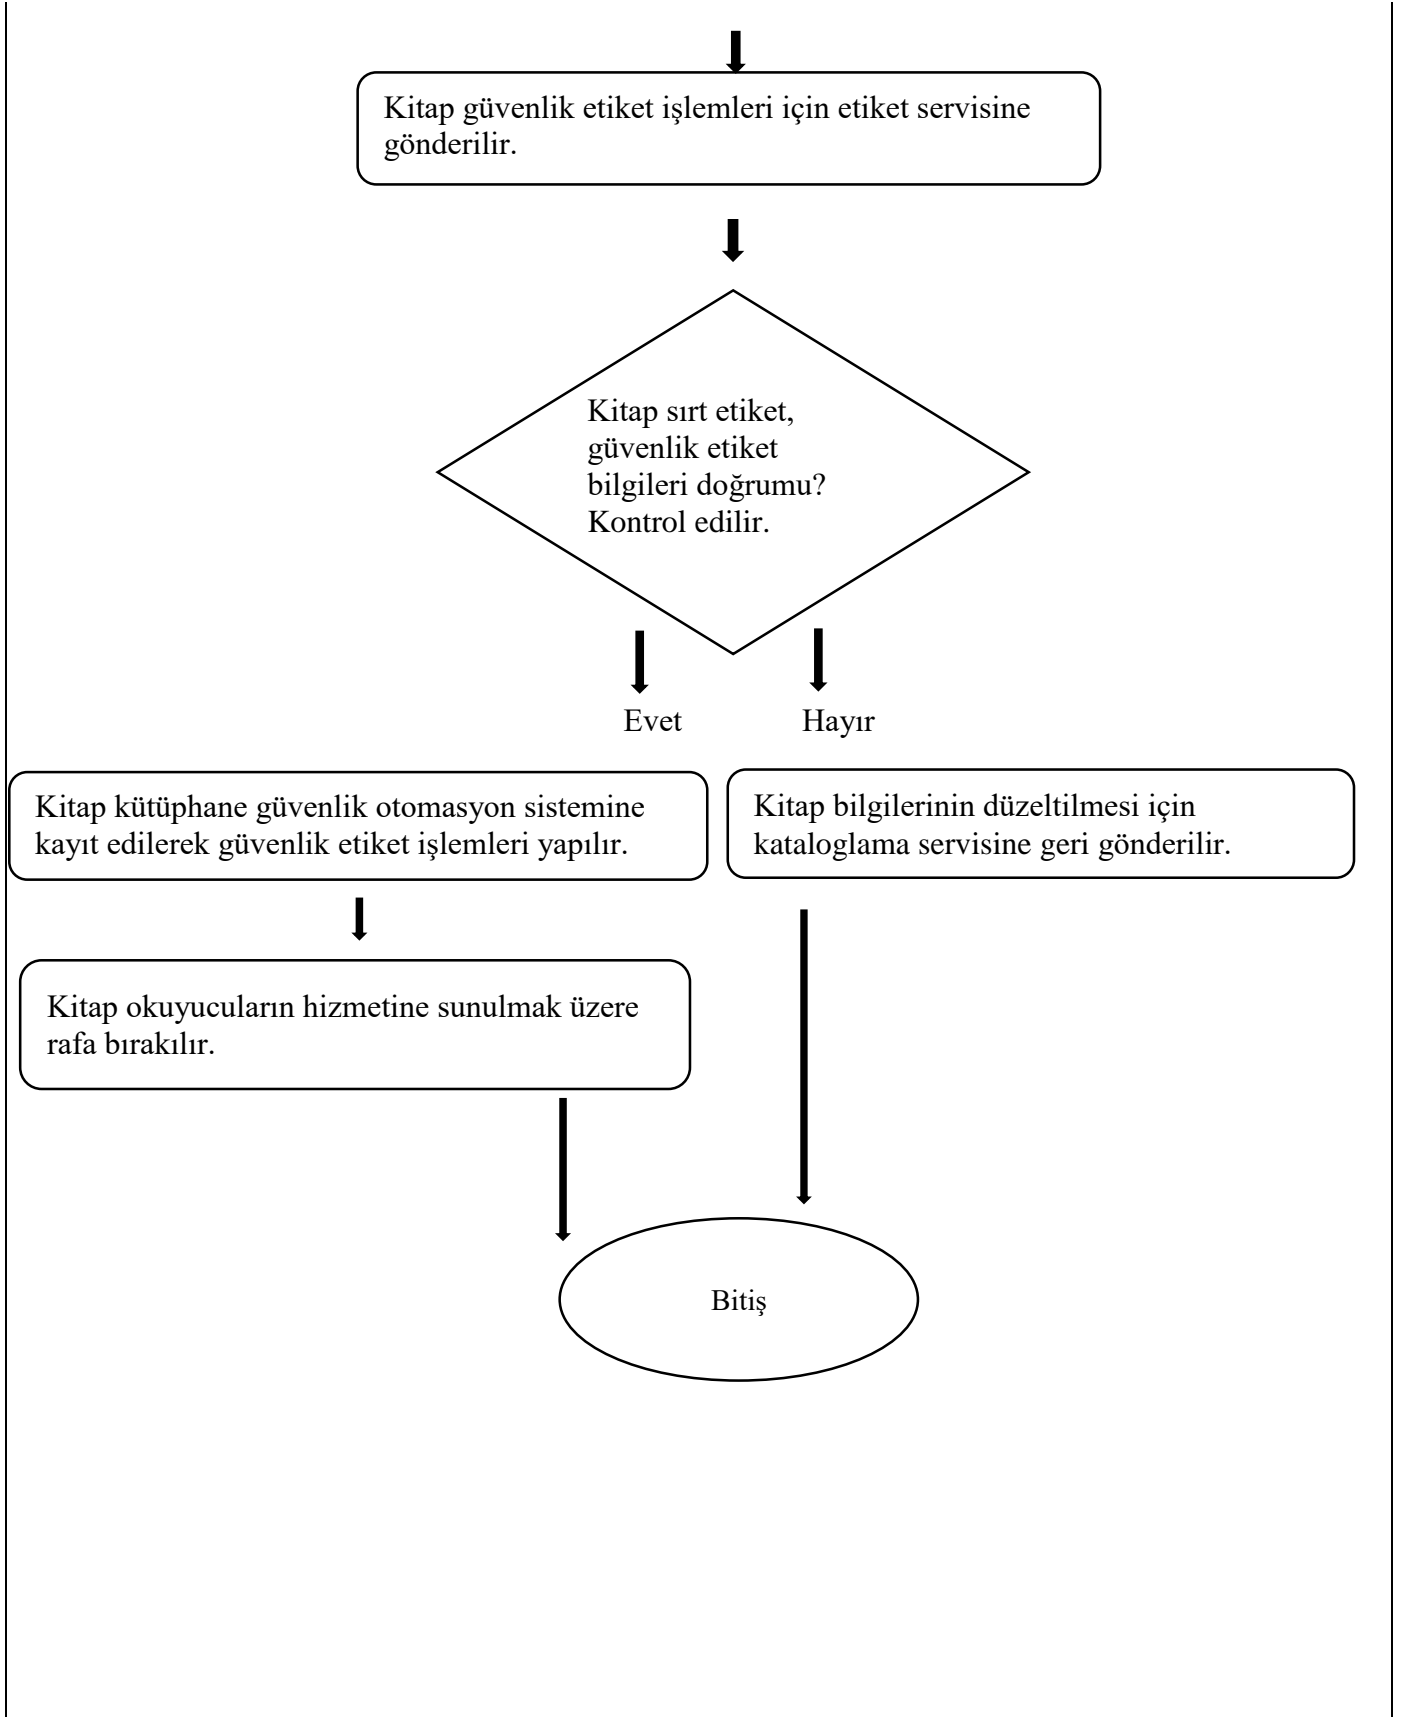 Kitap güvenlik etiket işlemleri için etiket servisine
gönderilir.
Kitap sırt etiket,
güvenlik etiket
bilgileri doğrumu?
Kontrol edilir.
Evet
Hayır
Kitap kütüphane güvenlik otomasyon sistemine
kayıt edilerek güvenlik etiket işlemleri yapılır.
Kitap bilgilerinin düzeltilmesi için
kataloglama servisine geri gönderilir.
Kitap okuyucuların hizmetine sunulmak üzere
rafa bırakılır.
Bitiş